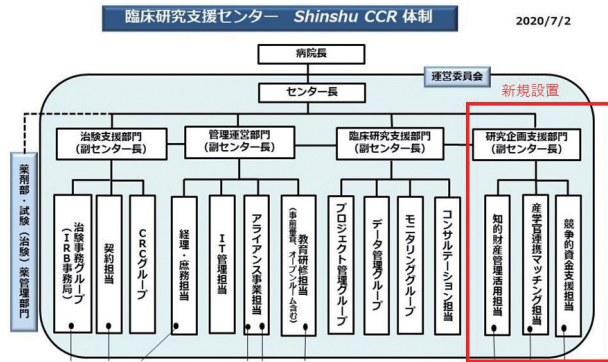 臨床研究支援センター Shinshu CCR 体制
2020/7/2
病院長
運営委員会
センター長
新規設置
治験支援部門
(副センター長)
管理運営部門
(副センター長)
臨床研究支援部門
(副センター長)
研究企画支援部門
(副センター長)
薬剤部・試験(治験)薬管理部門
治験事務グループ
(IRB事務局)
契約担当
CRCグループ
経理・庶務担当
IT管理担当
アライアンス事業担当
教育研修担当
(事前審査、オープンルーム含む)
プロジェクト管理グループ
データ管理グループ
モニタリンググループ
コンサルテーション担当
知的財産管理活用担当
産学官連携マッチング担当
競争的資金支援担当